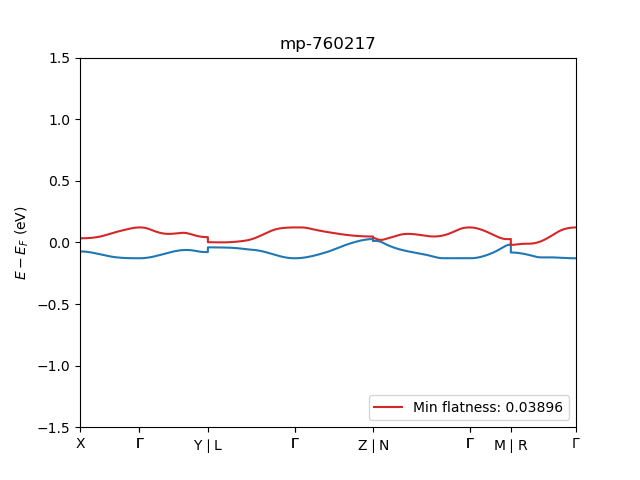 mp-760217
E − E_F (eV)
1.5
1.0
0.5
0.0
−0.5
−1.0
−1.5
Min flatness: 0.03896
X Γ Y | L Γ Z | N Γ M | R Γ